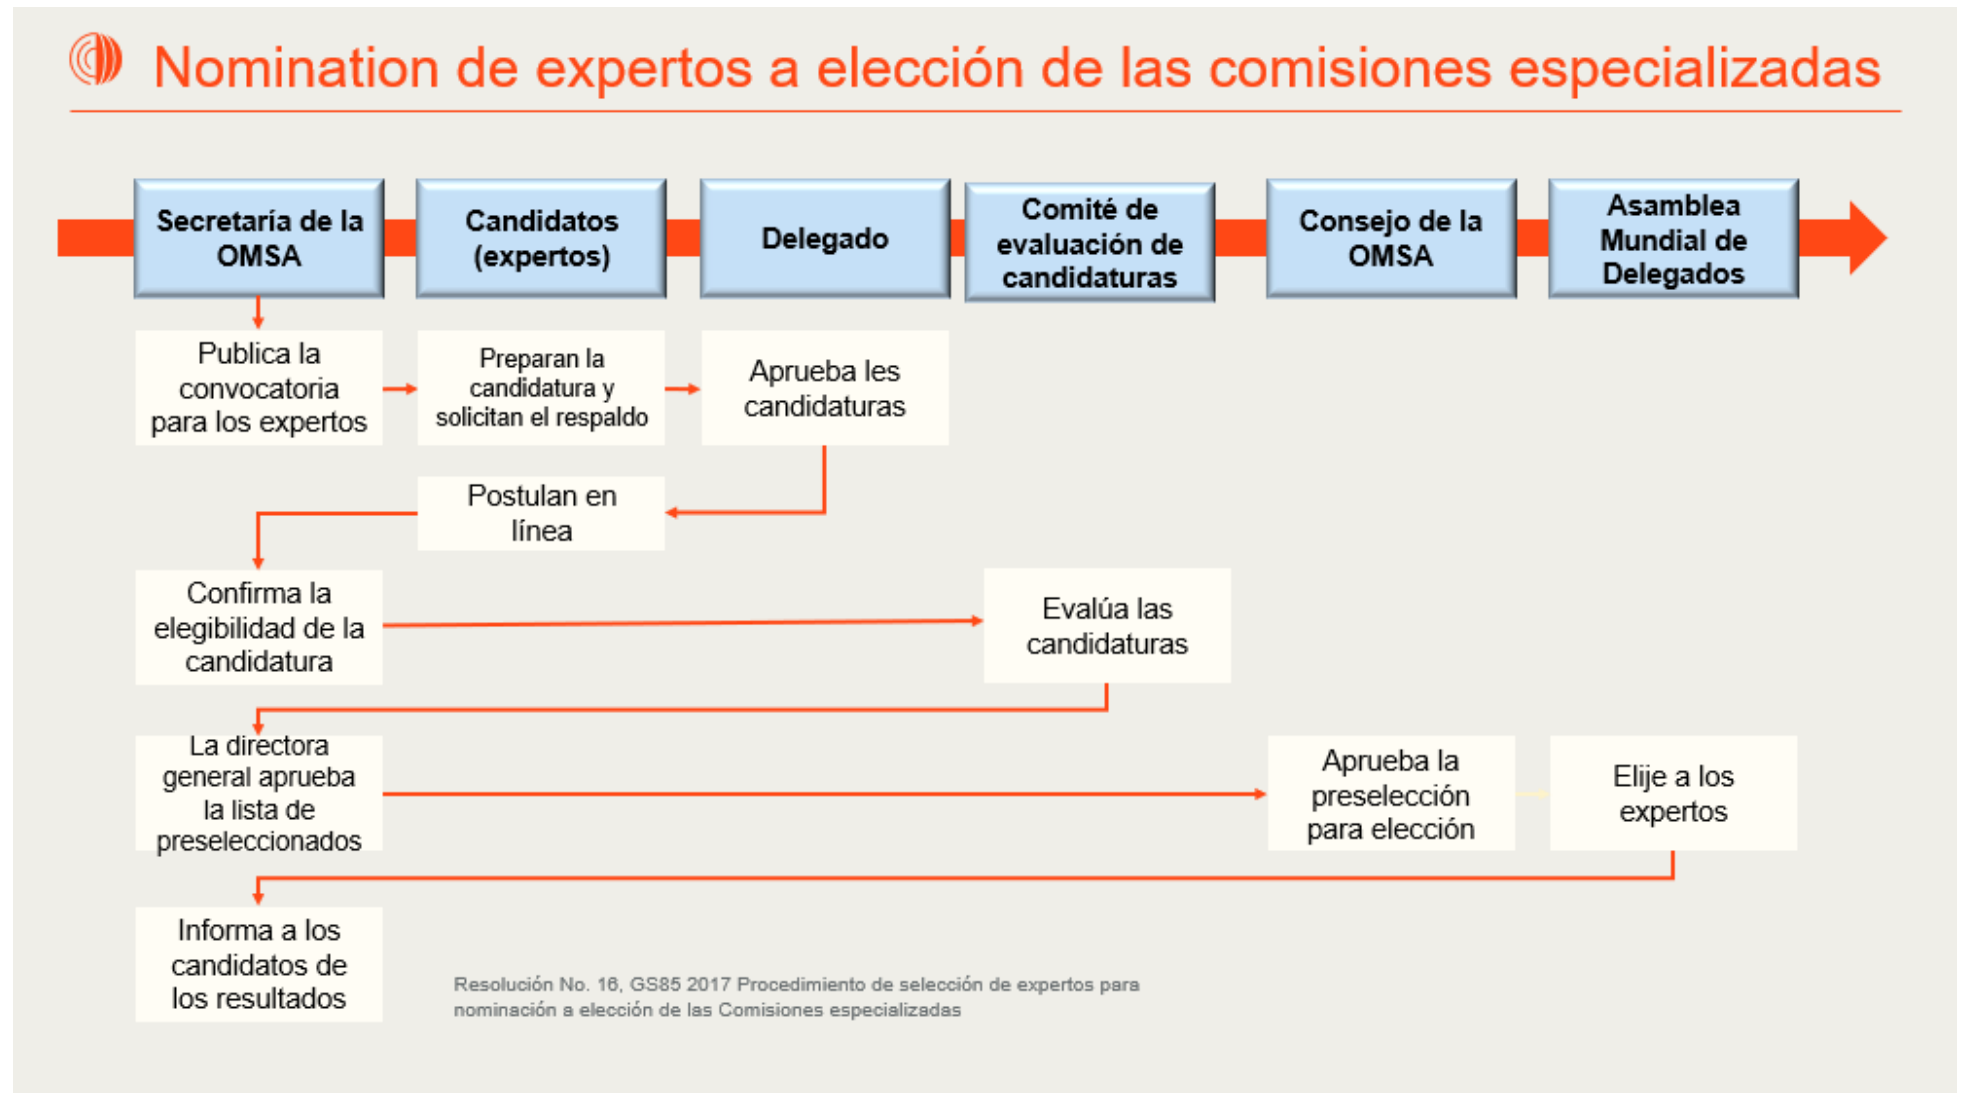 Nomination de expertos a elección de las comisiones especializadas
Secretaría de la
OMSA
Candidatos
(expertos)
Delegado
Comité de
evaluación de
candidaturas
Consejo de la
OMSA
Asamblea
Mundial de
Delegados
Publica la
convocatoria
para los expertos
Preparan la
candidatura y
solicitan el respaldo
Aprueba les
candidaturas
Postulan en
línea
Confirma la
elegibilidad de la
candidatura
Evalúa las
candidaturas
La directora
general aprueba
la lista de
preseleccionados
Aprueba la
preselección
para elección
Elije a los
expertos
Informa a los
candidatos de
los resultados
Resolución No. 16, GS85 2017 Procedimiento de selección de expertos para
nominación a elección de las Comisiones especializadas